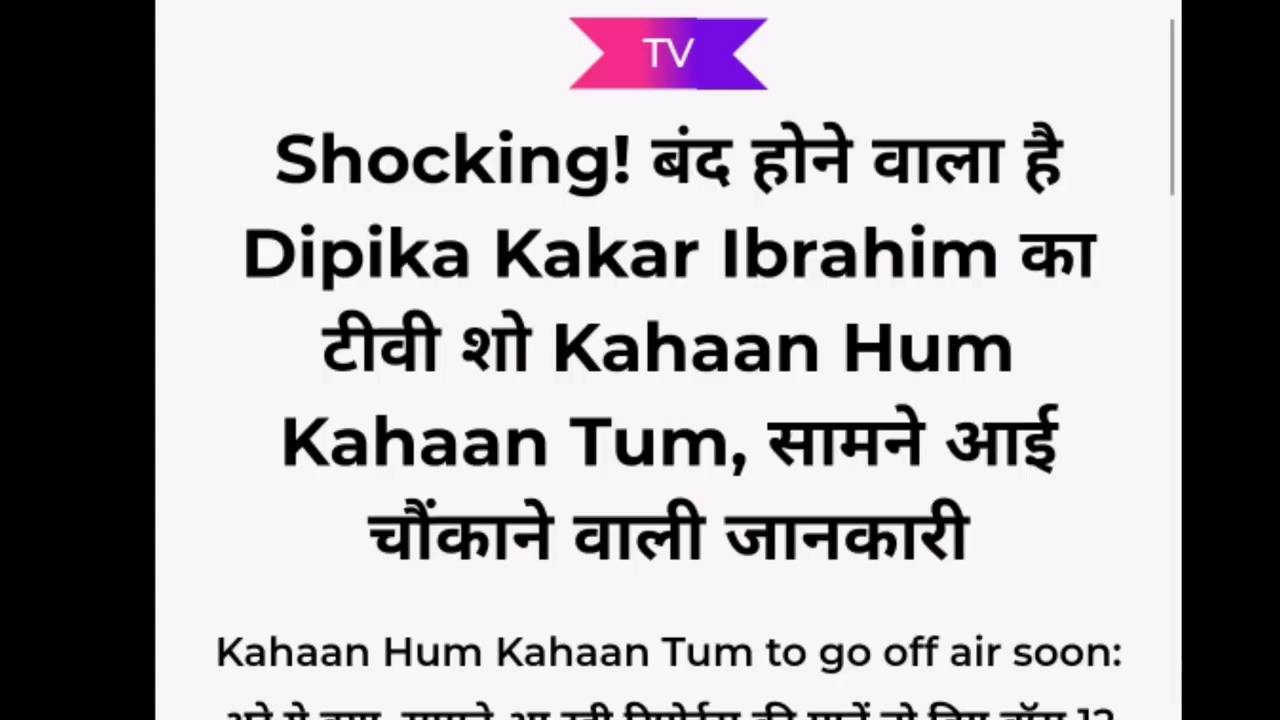 TV
Shocking! बंद होने वाला है
Dipika Kakar Ibrahim का
टीवी शो Kahaan Hum
Kahaan Tum, सामने आई
चौंकाने वाली जानकारी
Kahaan Hum Kahaan Tum to go off air soon: